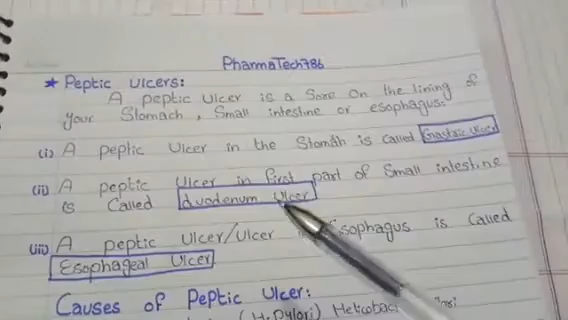 PharmaTech786
* Peptic Ulcers:
A peptic Ulcer is a Sore On the lining of
your Stomach, Small intestine or esophagus.
(i) A peptic Ulcer in the Stomach is called Gastric Ulcer
(ii) A peptic Ulcer in first part of Small intestine
is Called duodenum Ulcer
(iii) A peptic Ulcer/Ulcer Esophagus is Called
Esophageal Ulcer
Causes of Peptic Ulcer:
(H.Pylori)